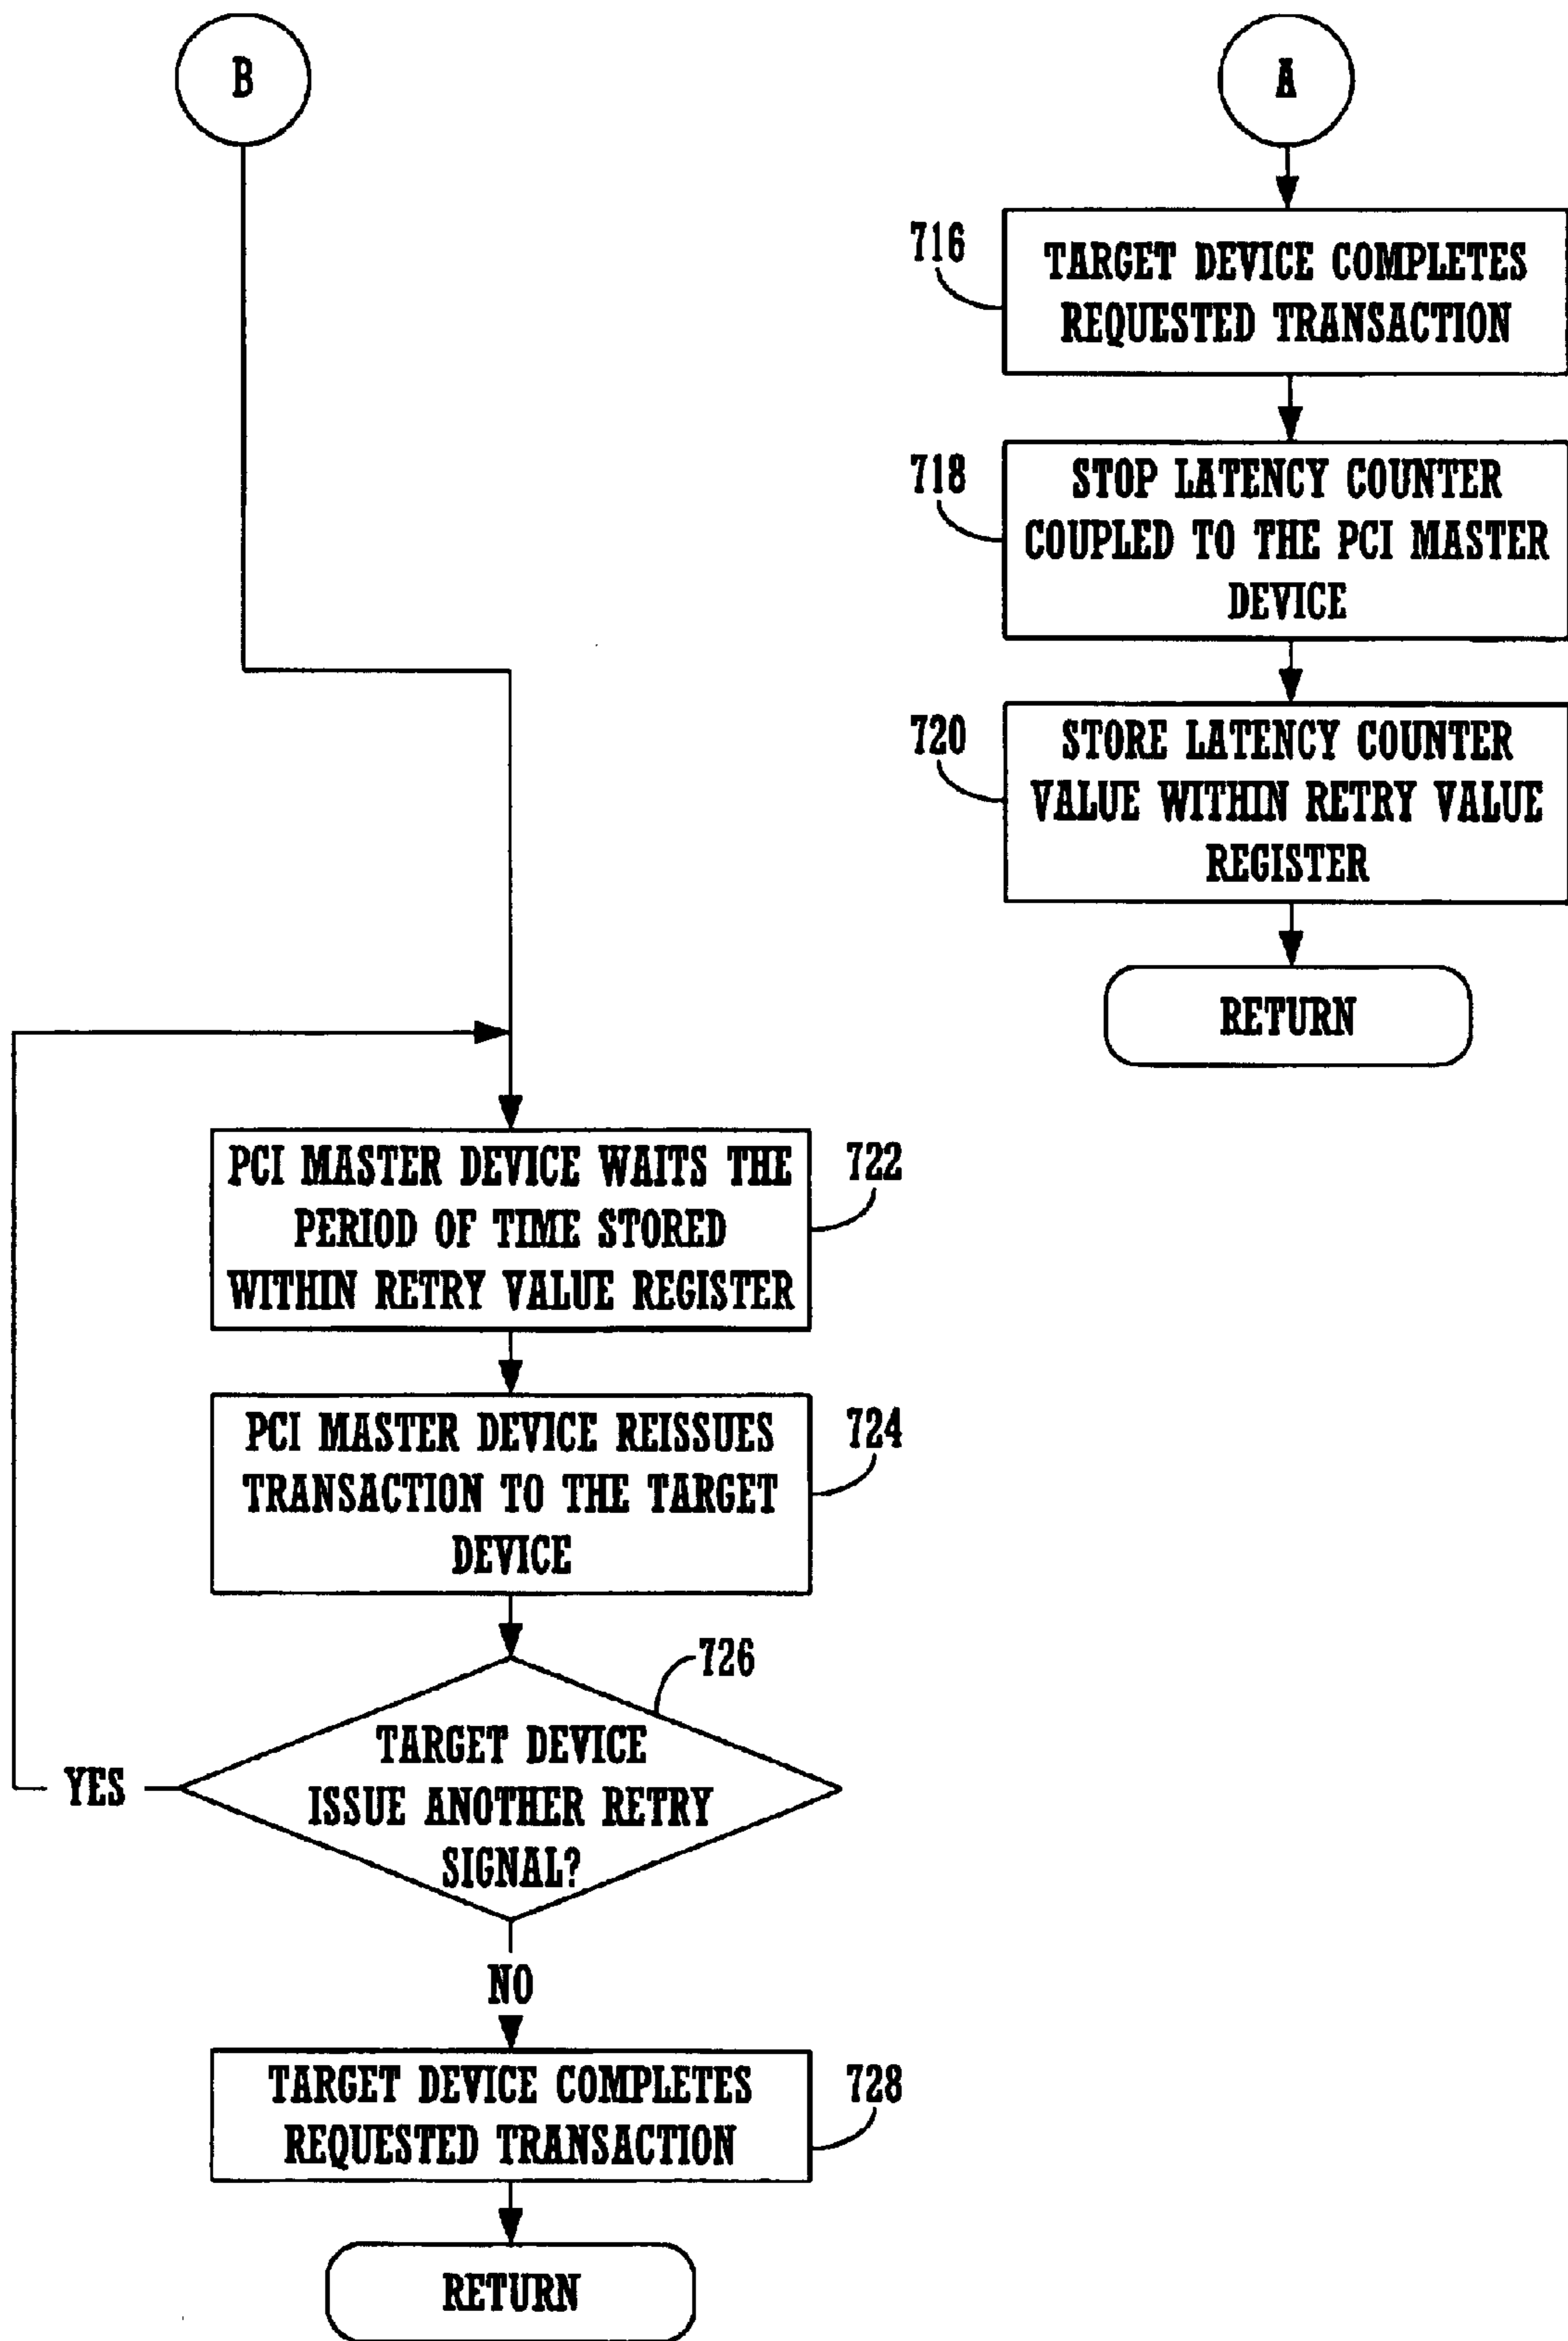 B
A
716
TARGET DEVICE COMPLETES
REQUESTED TRANSACTION
718
STOP LATENCY COUNTER
COUPLED TO THE PCI MASTER
DEVICE
720
STORE LATENCY COUNTER
VALUE WITHIN RETRY VALUE
REGISTER
RETURN
PCI MASTER DEVICE WAITS THE
PERIOD OF TIME STORED
WITHIN RETRY VALUE REGISTER
722
PCI MASTER DEVICE REISSUES
TRANSACTION TO THE TARGET
DEVICE
724
726
TARGET DEVICE
ISSUE ANOTHER RETRY
SIGNAL?
YES
NO
TARGET DEVICE COMPLETES
REQUESTED TRANSACTION
728
RETURN